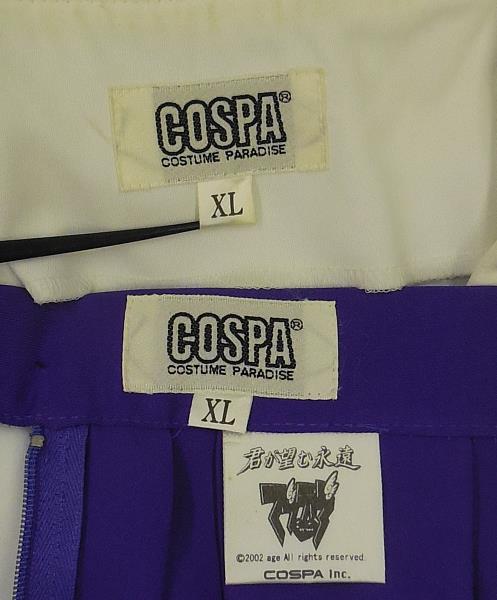 COSPA®
COSTUME PARADISE
XL
COSPA®
COSTUME PARADISE
XL
君が望む永遠
©2002 age All rights reserved.
COSPA Inc.